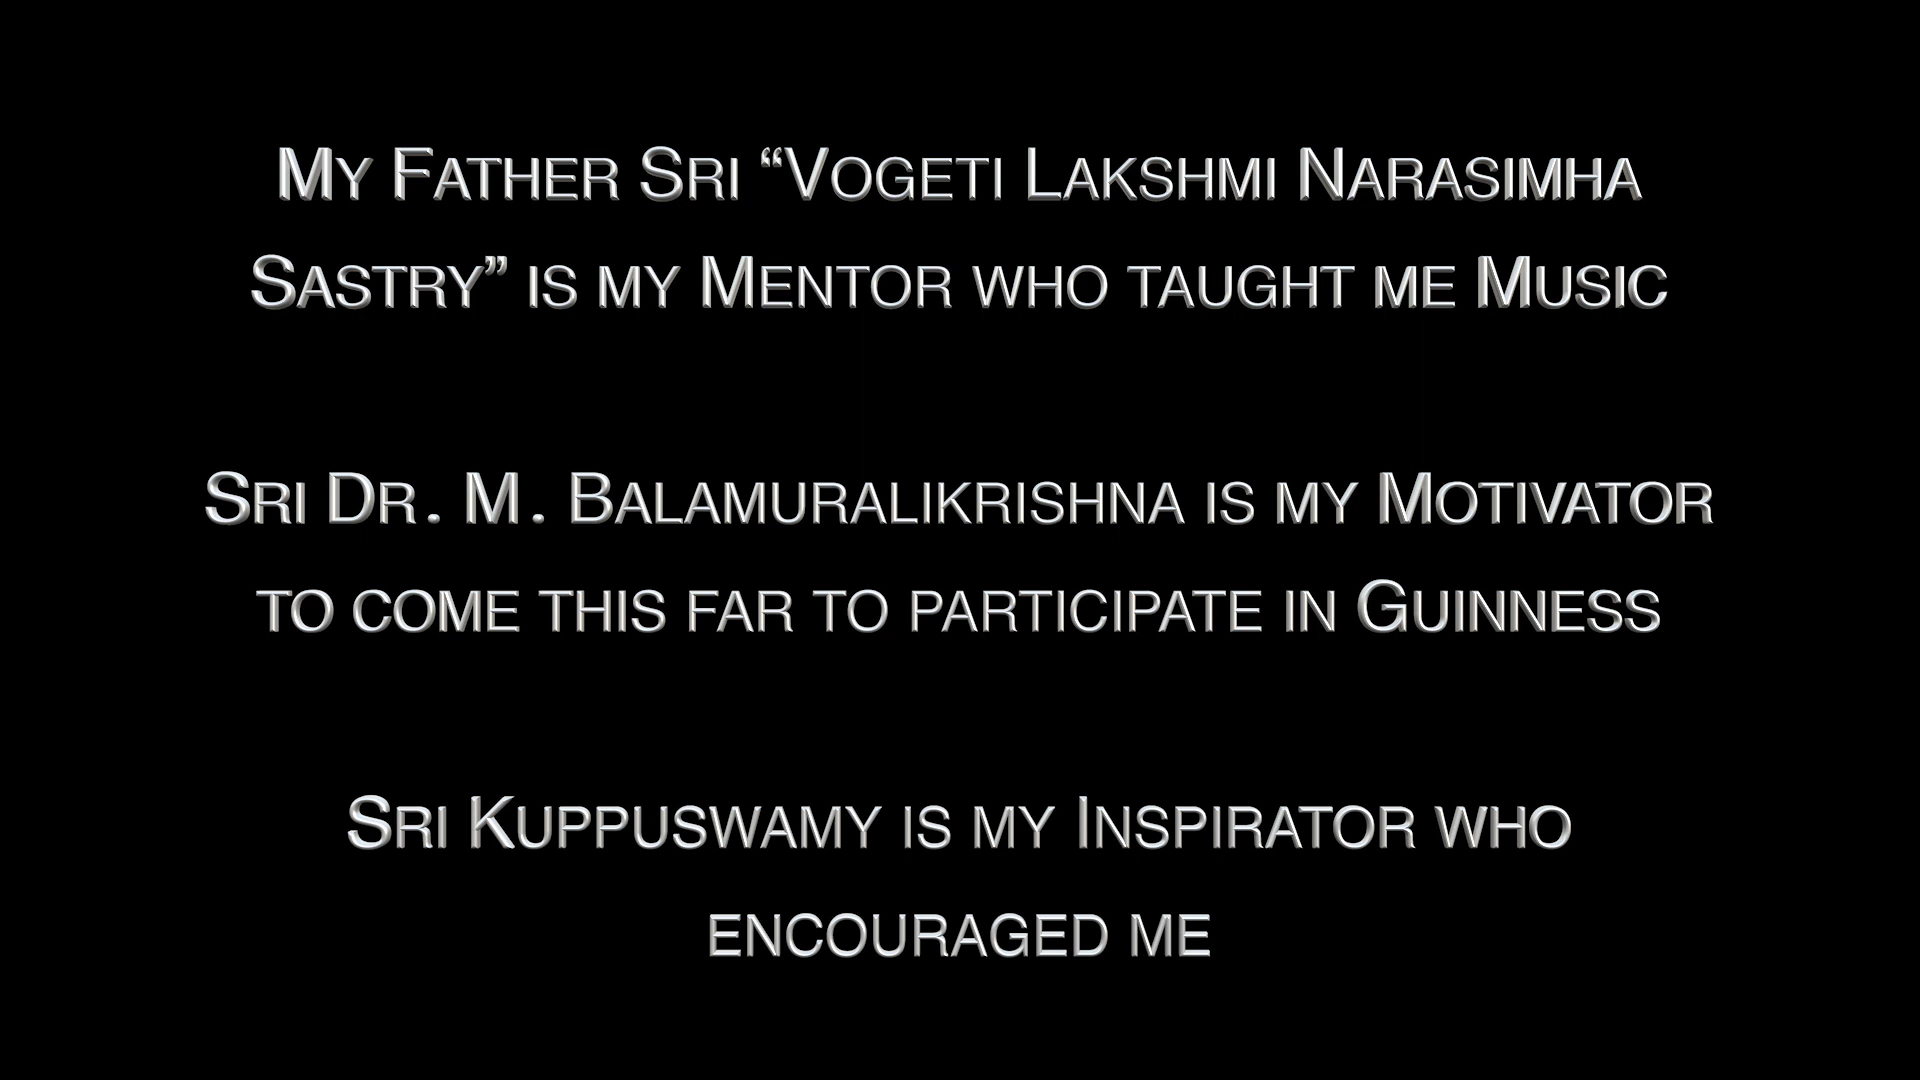 My Father Sri “Vogeti Lakshmi Narasimha
Sastry” is my Mentor who taught me Music
Sri Dr. M. Balamuralikrishna is my Motivator
to come this far to participate in Guinness
Sri Kuppuswamy is my Inspirator who
encouraged me